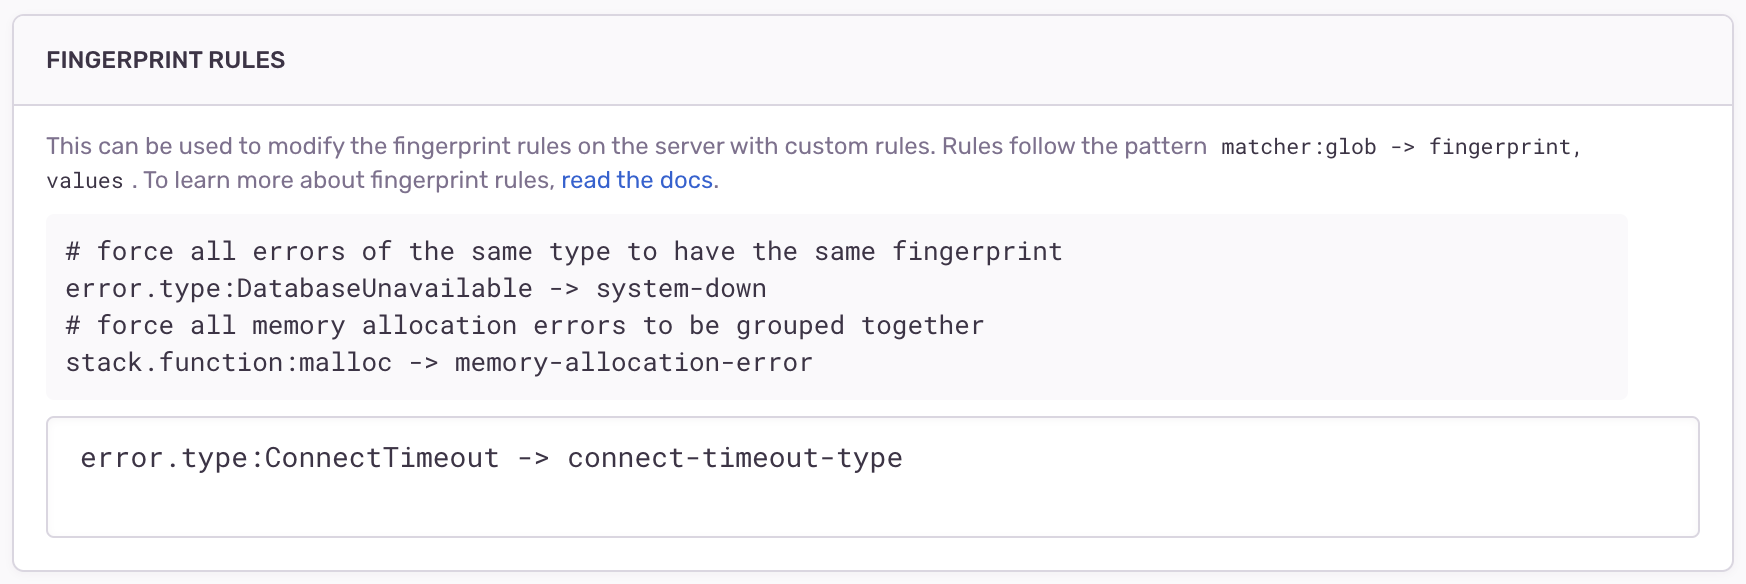 FINGERPRINT RULES
This can be used to modify the fingerprint rules on the server with custom rules. Rules follow the pattern matcher:glob -> fingerprint,
values . To learn more about fingerprint rules, read the docs.
# force all errors of the same type to have the same fingerprint
error.type:DatabaseUnavailable -> system-down
# force all memory allocation errors to be grouped together
stack.function:malloc -> memory-allocation-error
error.type:ConnectTimeout -> connect-timeout-type